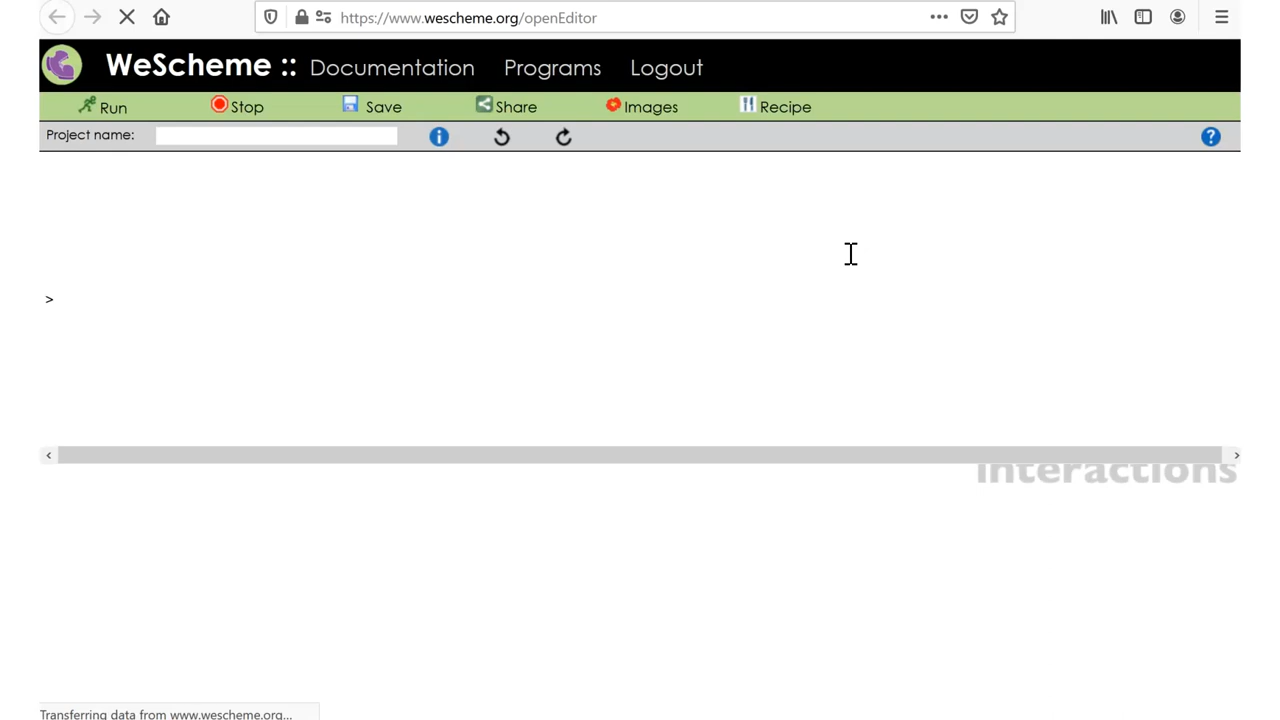 https://www.wescheme.org/openEditor
WeScheme :: Documentation Programs Logout
Run Stop Save Share Images Recipe
Project name:
>
interactions
Transferring data from www.wescheme.org...